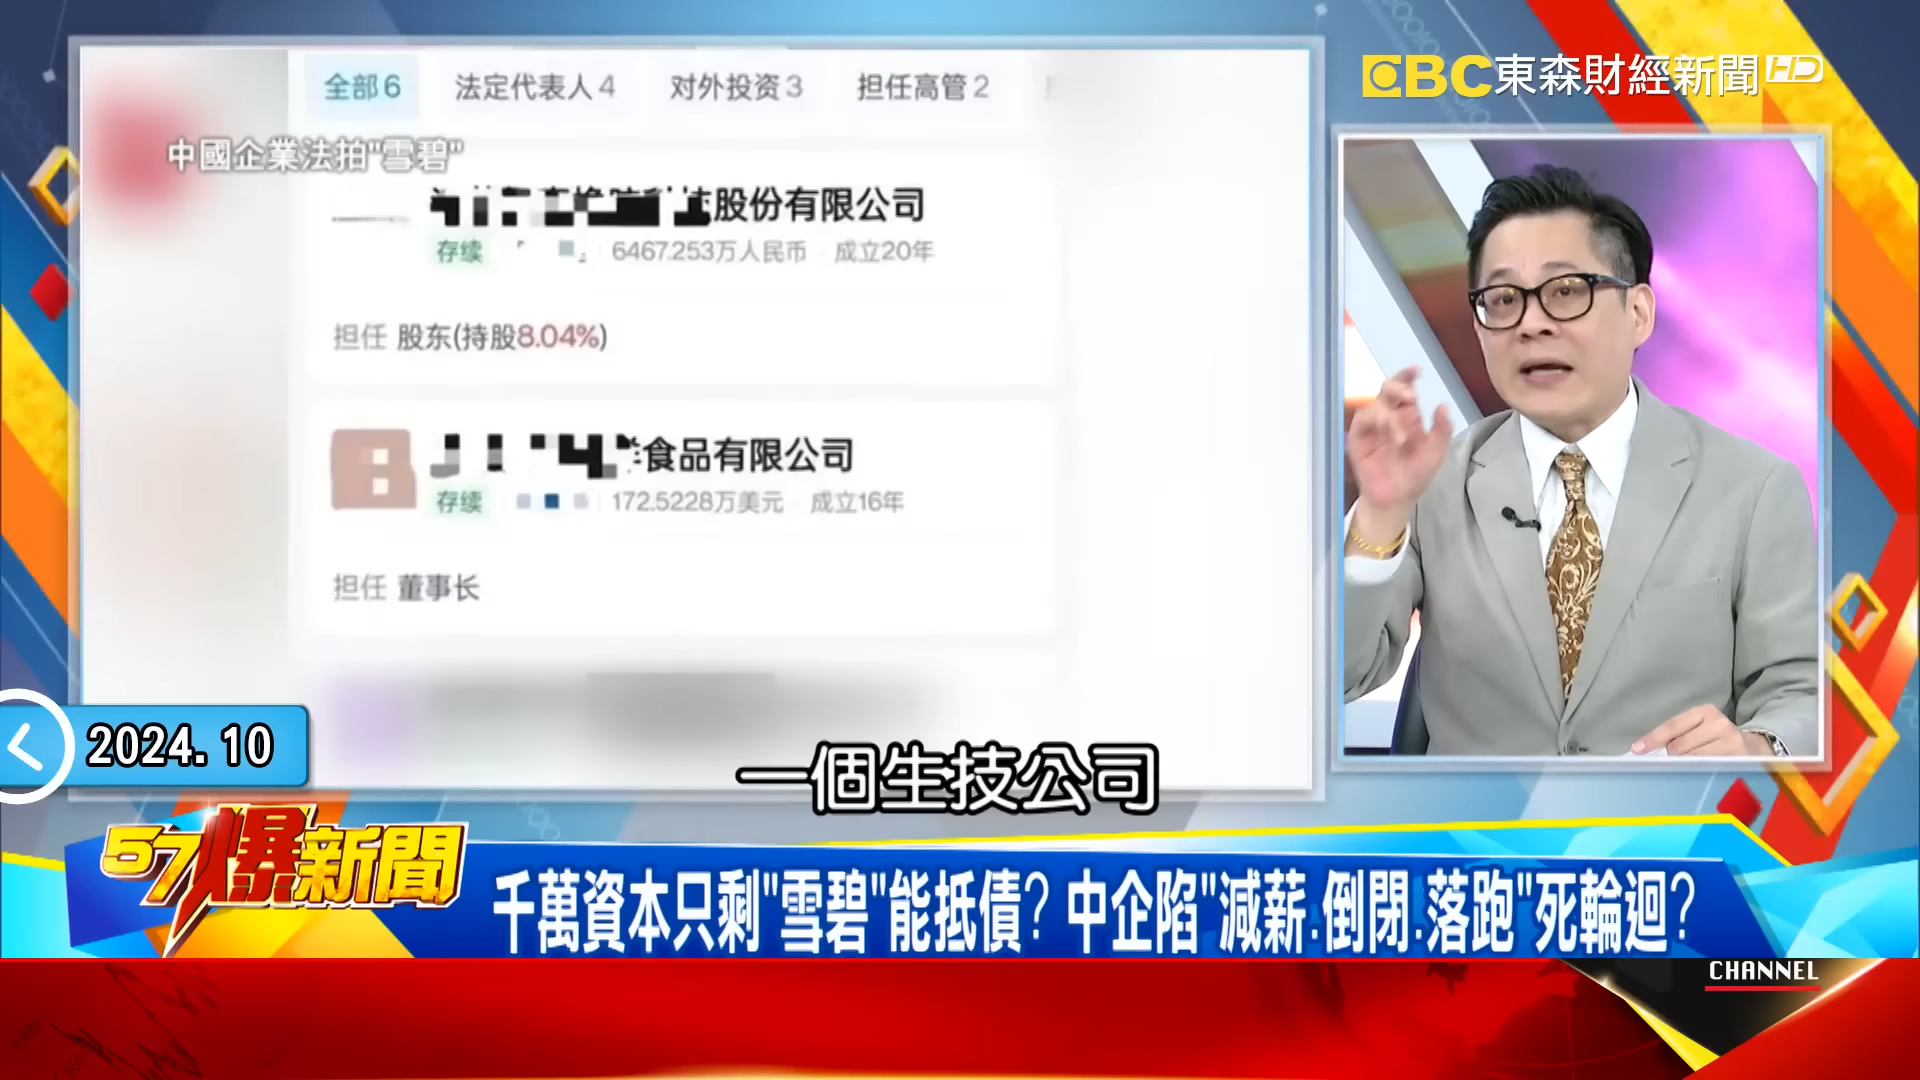 全部6 法定代表人4 对外投资3 担任高管2
EBC東森財經新聞HD
中國企業法拍"雪碧"
股份有限公司
存续 6467.253万人民币 成立20年
担任 股东(持股8.04%)
食品有限公司
存续 172.5228万美元 成立16年
担任 董事长
2024.10
一個生技公司
57爆新聞
千萬資本只剩"雪碧"能抵債? 中企陷"減薪.倒閉.落跑"死輪迴?
CHANNEL